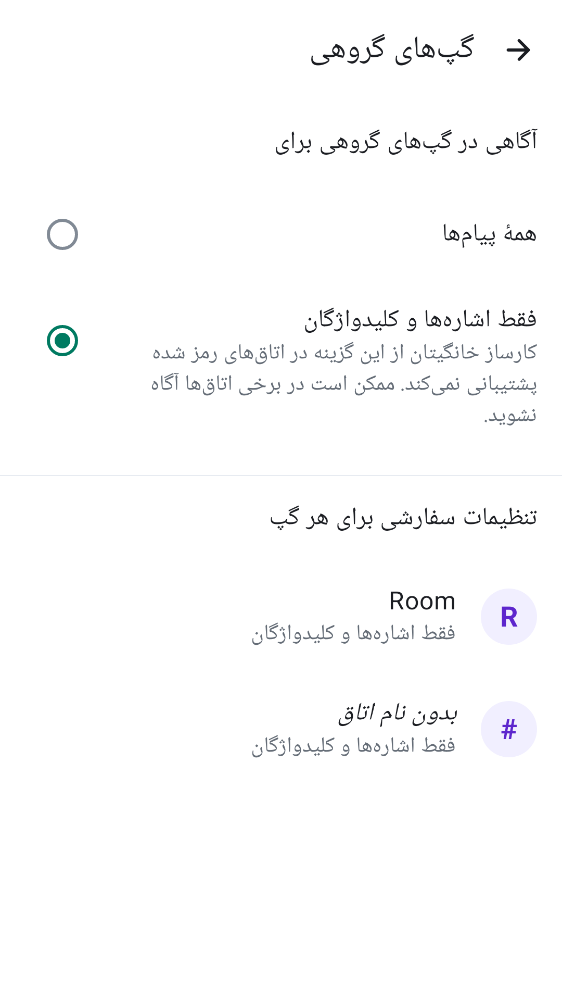 گپ‌های گروهی
آگاهی در گپ‌های گروهی برای
همهٔ پیام‌ها
فقط اشاره‌ها و کلیدواژگان
کارساز خانگیتان از این گزینه در اتاق‌های رمز شده
پشتیبانی نمی‌کند. ممکن است در برخی اتاق‌ها آگاه
نشوید.
تنظیمات سفارشی برای هر گپ
R
Room
فقط اشاره‌ها و کلیدواژگان
#
بدون نام اتاق
فقط اشاره‌ها و کلیدواژگان